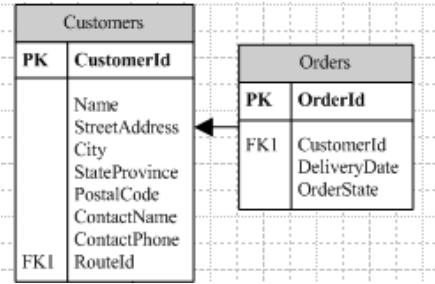 Customers
PK CustomerId
Name
StreetAddress
City
StateProvince
PostalCode
ContactName
ContactPhone
FK1 RouteId
Orders
PK OrderId
FK1 CustomerId
DeliveryDate
OrderState